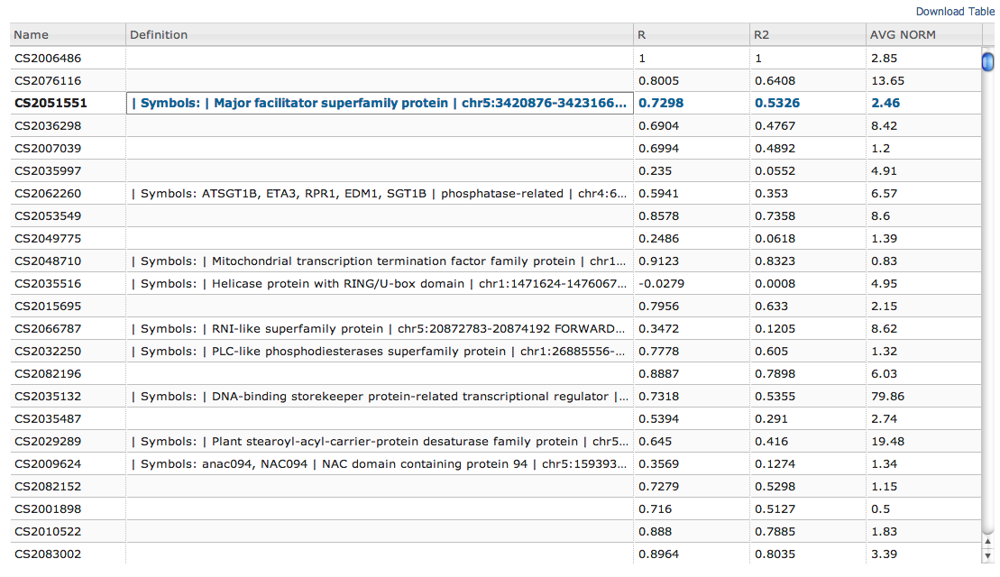 Download Table
Name Definition R R2 AVG NORM
CS2006486 1 1 2.85
CS2076116 0.8005 0.6408 13.65
CS2051551 | Symbols: | Major facilitator superfamily protein | chr5:3420876-3423166... 0.7298 0.5326 2.46
CS2036298 0.6904 0.4767 8.42
CS2007039 0.6994 0.4892 1.2
CS2035997 0.235 0.0552 4.91
CS2062260 | Symbols: ATSGT1B, ETA3, RPR1, EDM1, SGT1B | phosphatase-related | chr4:6... 0.5941 0.353 6.57
CS2053549 0.8578 0.7358 8.6
CS2049775 0.2486 0.0618 1.39
CS2048710 | Symbols: | Mitochondrial transcription termination factor family protein | chr1... 0.9123 0.8323 0.83
CS2035516 | Symbols: | Helicase protein with RING/U-box domain | chr1:1471624-1476067... -0.0279 0.0008 4.95
CS2015695 0.7956 0.633 2.15
CS2066787 | Symbols: | RNI-like superfamily protein | chr5:20872783-20874192 FORWARD... 0.3472 0.1205 8.62
CS2032250 | Symbols: | PLC-like phosphodiesterases superfamily protein | chr1:26885556-... 0.7778 0.605 1.32
CS2082196 0.8887 0.7898 6.03
CS2035132 | Symbols: | DNA-binding storekeeper protein-related transcriptional regulator |... 0.7318 0.5355 79.86
CS2035487 0.5394 0.291 2.74
CS2029289 | Symbols: | Plant stearoyl-acyl-carrier-protein desaturase family protein | chr5... 0.645 0.416 19.48
CS2009624 | Symbols: anac094, NAC094 | NAC domain containing protein 94 | chr5:159393... 0.3569 0.1274 1.34
CS2082152 0.7279 0.5298 1.15
CS2001898 0.716 0.5127 0.5
CS2010522 0.888 0.7885 1.83
CS2083002 0.8964 0.8035 3.39